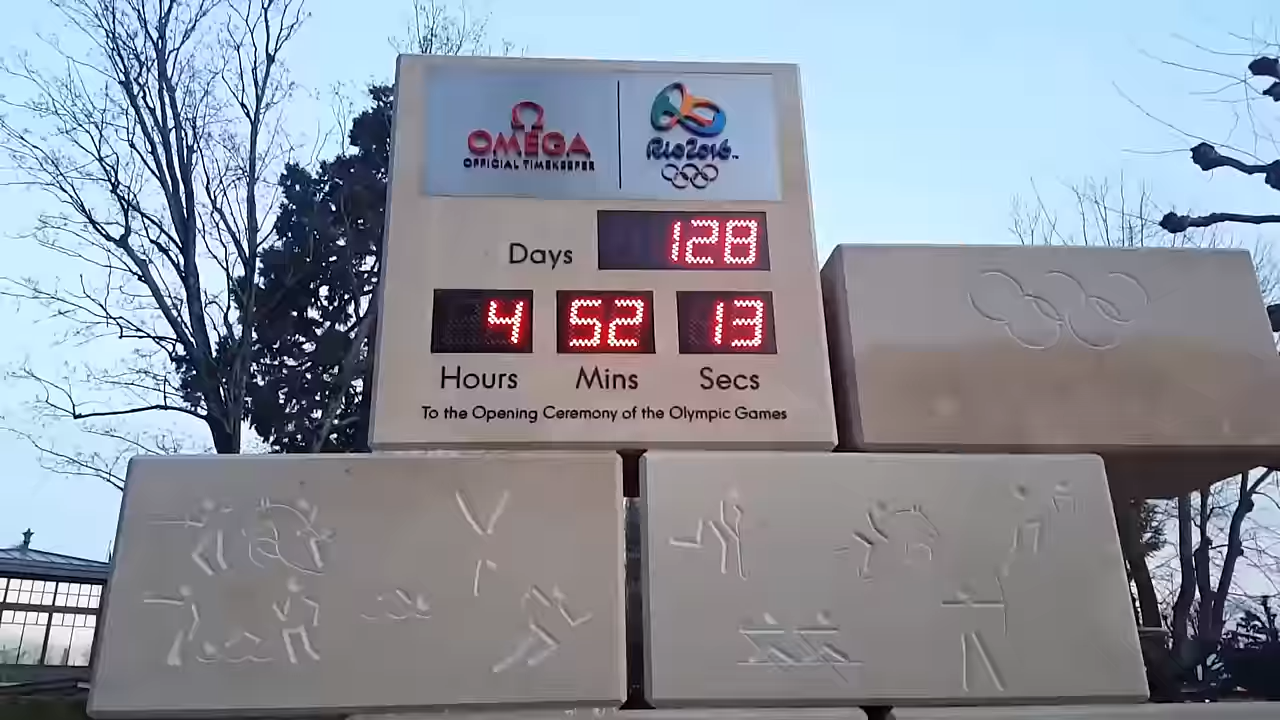 Ω
OMEGA
OFFICIAL TIMEKEEPER
Rio2016™
Days 128
4 52 13
Hours Mins Secs
To the Opening Ceremony of the Olympic Games